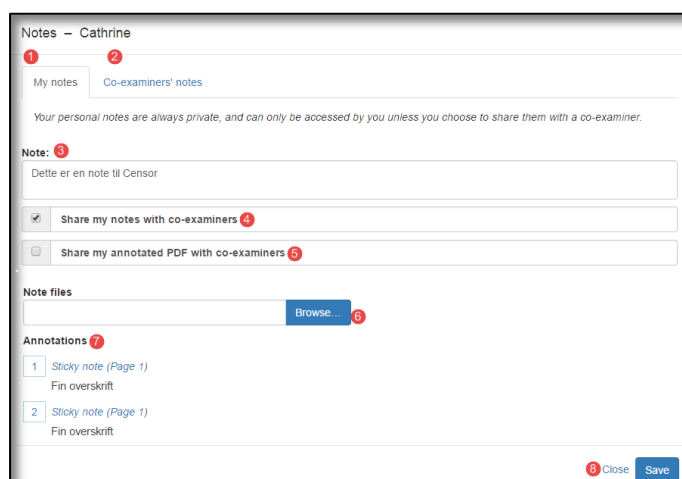 Notes – Cathrine
1 2
My notes Co-examiners' notes
Your personal notes are always private, and can only be accessed by you unless you choose to share them with a co-examiner.
Note: 3
Dette er en note til Censor
Share my notes with co-examiners 4
Share my annotated PDF with co-examiners 5
Note files
Browse... 6
Annotations 7
1 Sticky note (Page 1)
Fin overskrift
2 Sticky note (Page 1)
Fin overskrift
8 Close Save